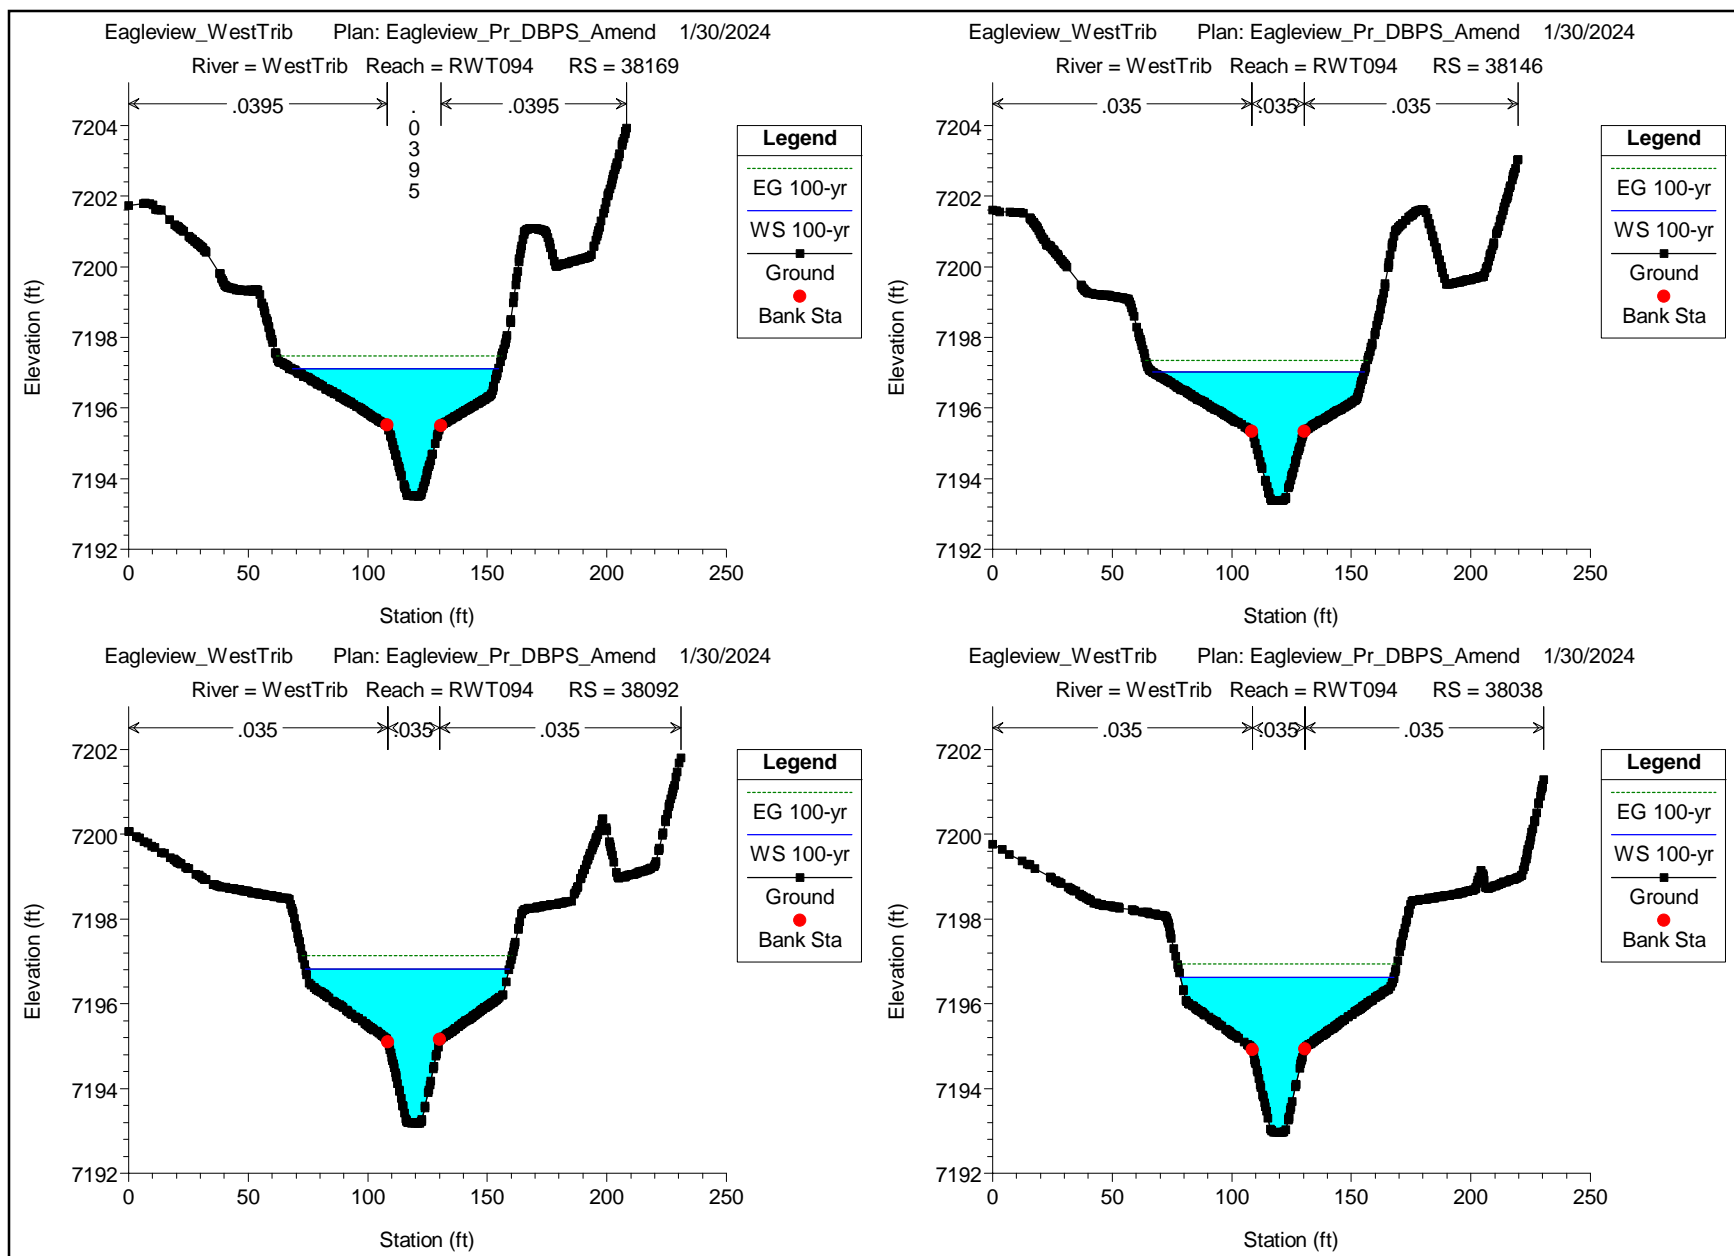 Eagleview_WestTrib Plan: Eagleview_Pr_DBPS_Amend 1/30/2024
River = WestTrib Reach = RWT094 RS = 38169
.0395
.0395
.0395
7204
7202
7200
7198
7196
7194
7192
Elevation (ft)
0 50 100 150 200 250
Station (ft)
Legend
EG 100-yr
WS 100-yr
Ground
Bank Sta
Eagleview_WestTrib Plan: Eagleview_Pr_DBPS_Amend 1/30/2024
River = WestTrib Reach = RWT094 RS = 38146
.035 .035 .035
7204
7202
7200
7198
7196
7194
7192
Elevation (ft)
0 50 100 150 200 250
Station (ft)
Legend
EG 100-yr
WS 100-yr
Ground
Bank Sta
Eagleview_WestTrib Plan: Eagleview_Pr_DBPS_Amend 1/30/2024
River = WestTrib Reach = RWT094 RS = 38092
.035 .035 .035
7202
7200
7198
7196
7194
7192
Elevation (ft)
0 50 100 150 200 250
Station (ft)
Legend
EG 100-yr
WS 100-yr
Ground
Bank Sta
Eagleview_WestTrib Plan: Eagleview_Pr_DBPS_Amend 1/30/2024
River = WestTrib Reach = RWT094 RS = 38038
.035 .035 .035
7202
7200
7198
7196
7194
7192
Elevation (ft)
0 50 100 150 200 250
Station (ft)
Legend
EG 100-yr
WS 100-yr
Ground
Bank Sta